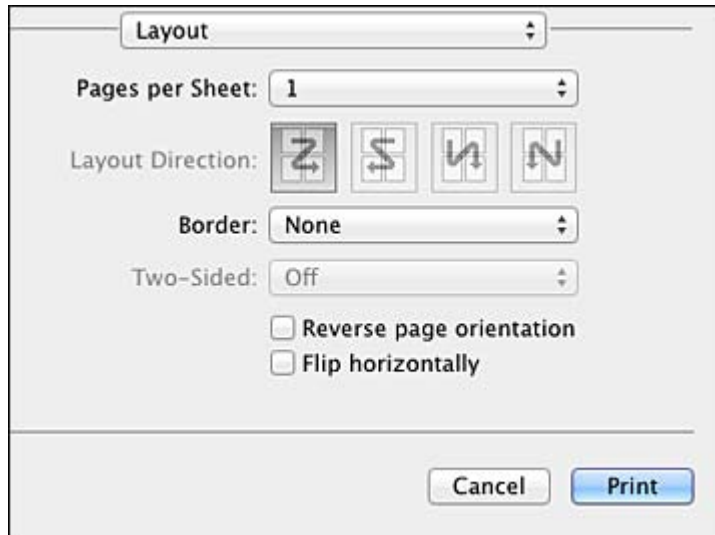 Layout
Pages per Sheet: 1
Layout Direction:
Border: None
Two-Sided: Off
Reverse page orientation
Flip horizontally
Cancel Print